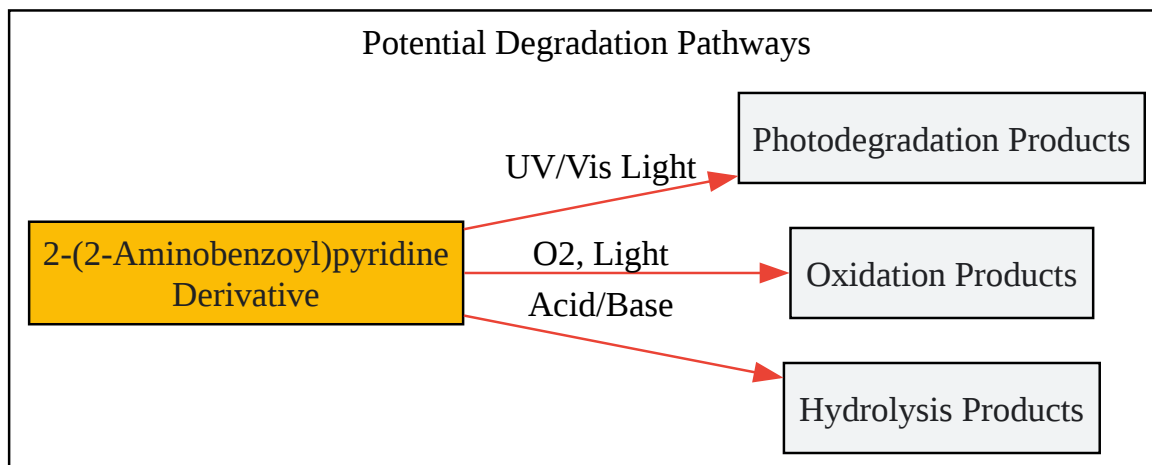 Potential Degradation Pathways
Photodegradation Products
UV/Vis Light
2-(2-Aminobenzoyl)pyridine
Derivative
O2, Light
Oxidation Products
Acid/Base
Hydrolysis Products